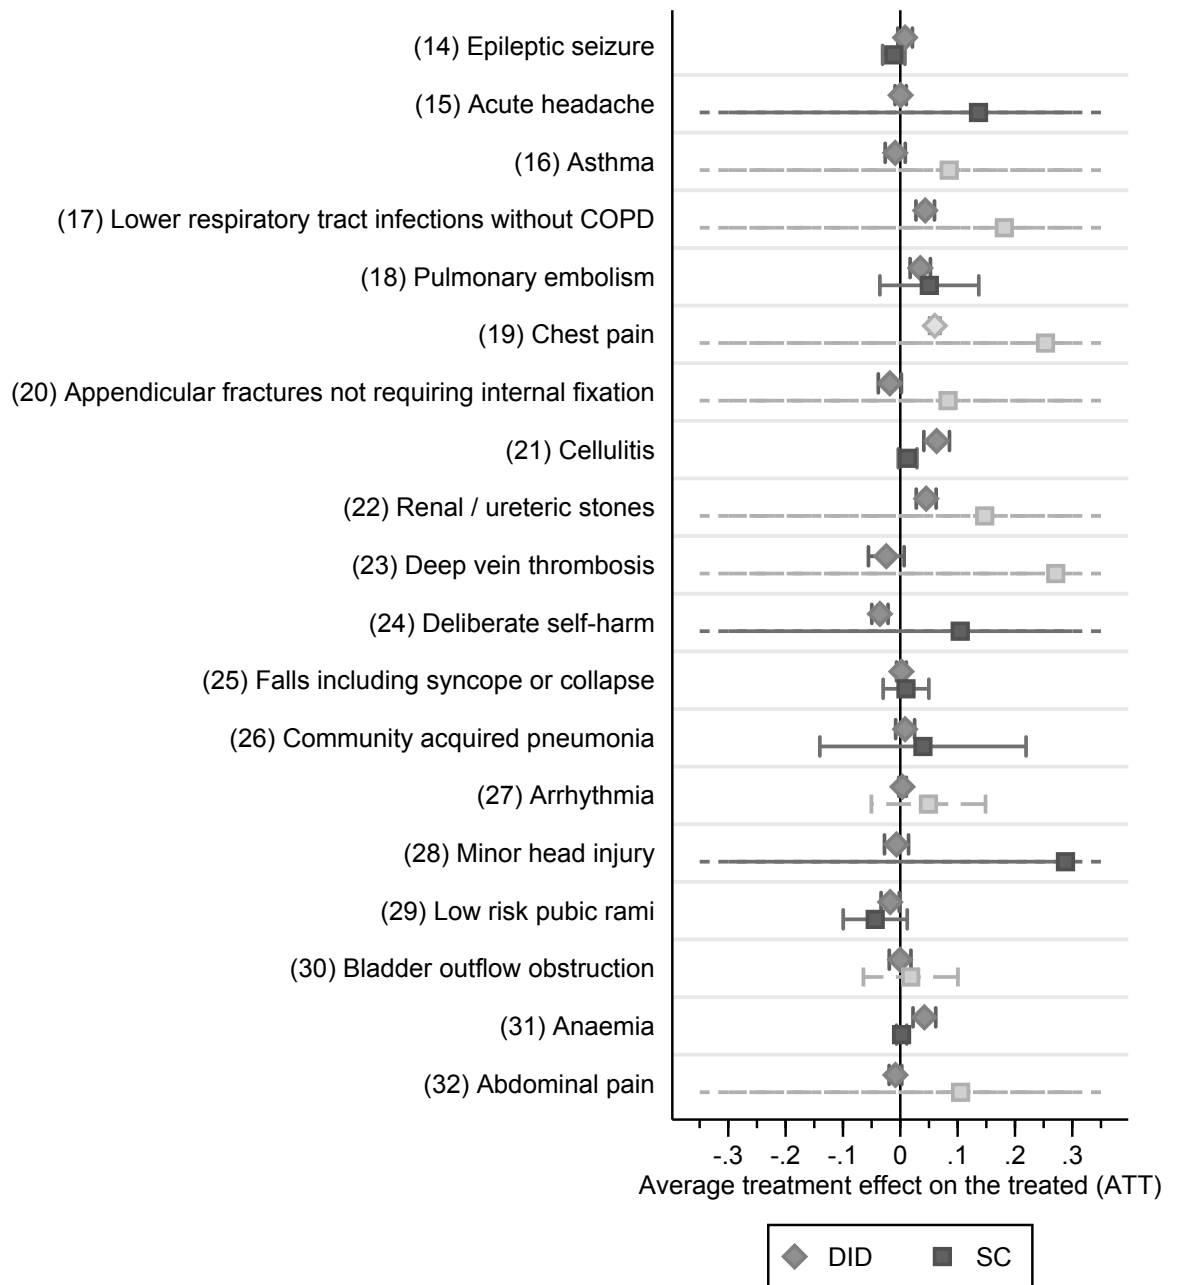 (14) Epileptic seizure
(15) Acute headache
(16) Asthma
(17) Lower respiratory tract infections without COPD
(18) Pulmonary embolism
(19) Chest pain
(20) Appendicular fractures not requiring internal fixation
(21) Cellulitis
(22) Renal / ureteric stones
(23) Deep vein thrombosis
(24) Deliberate self-harm
(25) Falls including syncope or collapse
(26) Community acquired pneumonia
(27) Arrhythmia
(28) Minor head injury
(29) Low risk pubic rami
(30) Bladder outflow obstruction
(31) Anaemia
(32) Abdominal pain
-.3 -.2 -.1 0 .1 .2 .3
Average treatment effect on the treated (ATT)
DID SC